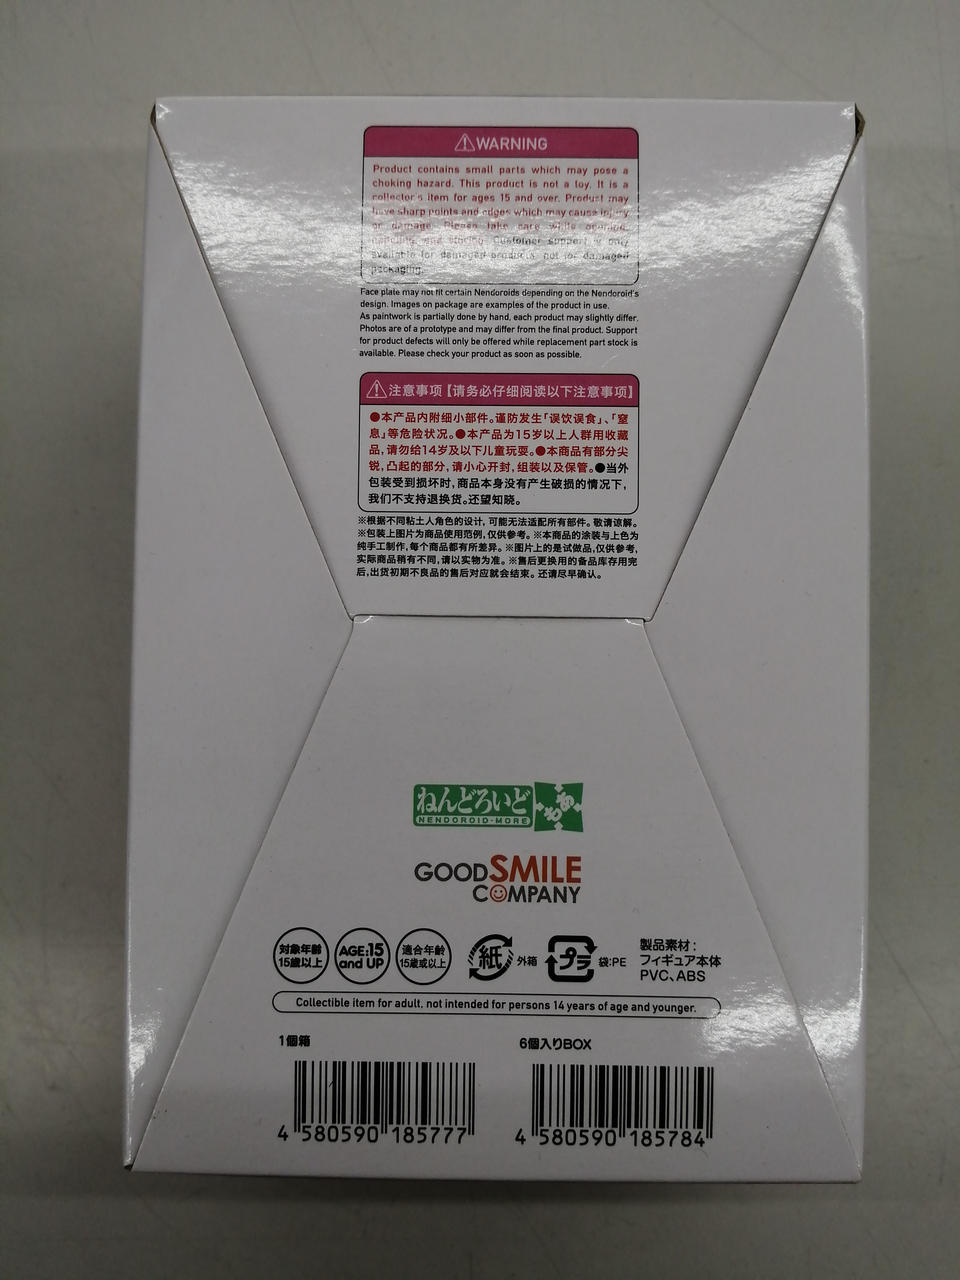 WARNING
Product contains small parts which may pose a
choking hazard. This product is not a toy. It is a
collector's item for ages 15 and over. Product may
have sharp points and edges which may cause injury
or damage. Please take care while opening,
handling and storing. Customer support is only
available for damaged products, not for damaged
packaging.
Face plate may not fit certain Nendoroids depending on the Nendoroid's
design. Images on package are examples of the product in use.
As paintwork is partially done by hand, each product may slightly differ.
Photos are of a prototype and may differ from the final product. Support
for product defects will only be offered while replacement part stock is
available. Please check your product as soon as possible.
注意事项【请务必仔细阅读以下注意事项】
●本产品内附细小部件。谨防发生「误饮误食」、「窒
息」等危险状况。●本产品为15岁以上人群用收藏
品,请勿给14岁及以下儿童玩耍。●本商品有部分尖
锐,凸起的部分,请小心开封,组装以及保管。●当外
包装受到损坏时,商品本身没有产生破损的情况下,
我们不支持退换货。还望知晓。
※根据不同粘土人角色的设计,可能无法适配所有部件。敬请谅解。
※包装上图片为商品使用范例,仅供参考。※本商品的涂装与上色为
纯手工制作,每个商品都有所差异。※图片上的是试做品,仅供参考,
实际商品稍有不同,请以实物为准。※售后更换用的备品库存用完
后,出货初期不良品的售后对应就会结束。还请尽早确认。
ねんどろいど もあ
NENDOROID-MORE
GOOD SMILE
COMPANY
対象年齢
15歳以上
AGE:15
and UP
適合年齡
15歲或以上
紙 外箱
プラ 袋:PE
製品素材:
フィギュア本体
PVC、ABS
Collectible item for adult, not intended for persons 14 years of age and younger.
1個箱
6個入りBOX
4 580590 185777
4 580590 185784